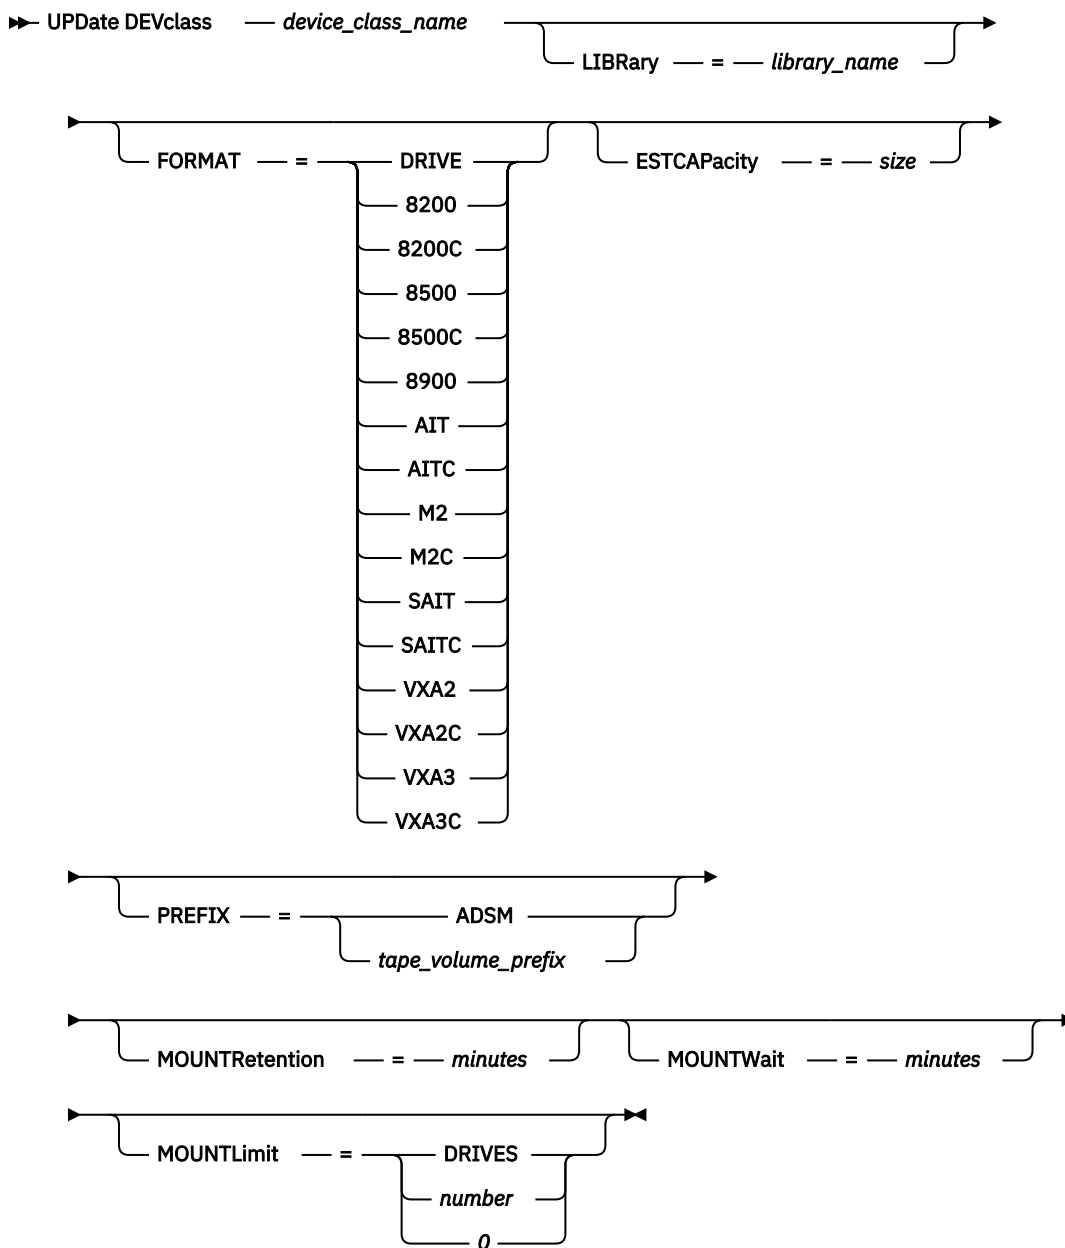 UPDate DEVclass device_class_name
LIBRary = library_name
FORMAT = DRIVE ESTCAPacity = size
8200
8200C
8500
8500C
8900
AIT
AITC
M2
M2C
SAIT
SAITC
VXA2
VXA2C
VXA3
VXA3C
PREFIX = ADSM
tape_volume_prefix
MOUNTRetention = minutes MOUNTWait = minutes
MOUNTLimit = DRIVES
number
0